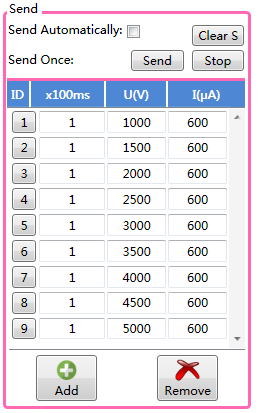 Send
Send Automatically:
Clear S
Send Once: Send Stop
ID x100ms U(V) I(μA)
1 1 1000 600
2 1 1500 600
3 1 2000 600
4 1 2500 600
5 1 3000 600
6 1 3500 600
7 1 4000 600
8 1 4500 600
9 1 5000 600
Add Remove